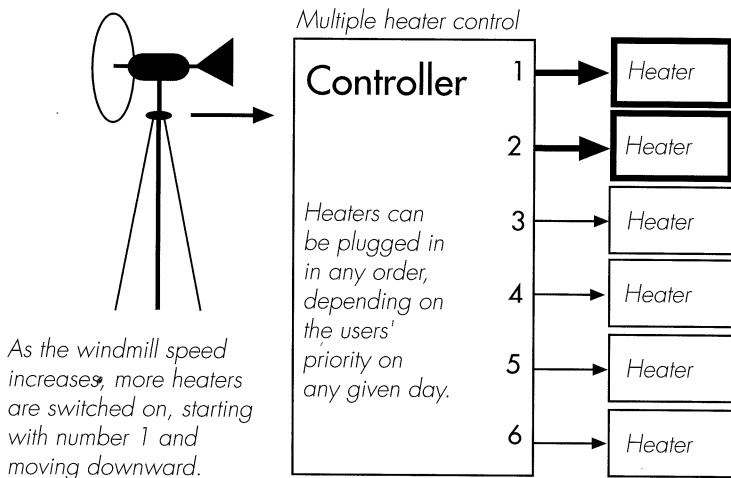 Multiple heater control
Controller
1
Heater
2
Heater
Heaters can
be plugged in
in any order,
depending on
the users'
priority on
any given day.
3
Heater
4
Heater
5
Heater
6
Heater
As the windmill speed
increases, more heaters
are switched on, starting
with number 1 and
moving downward.